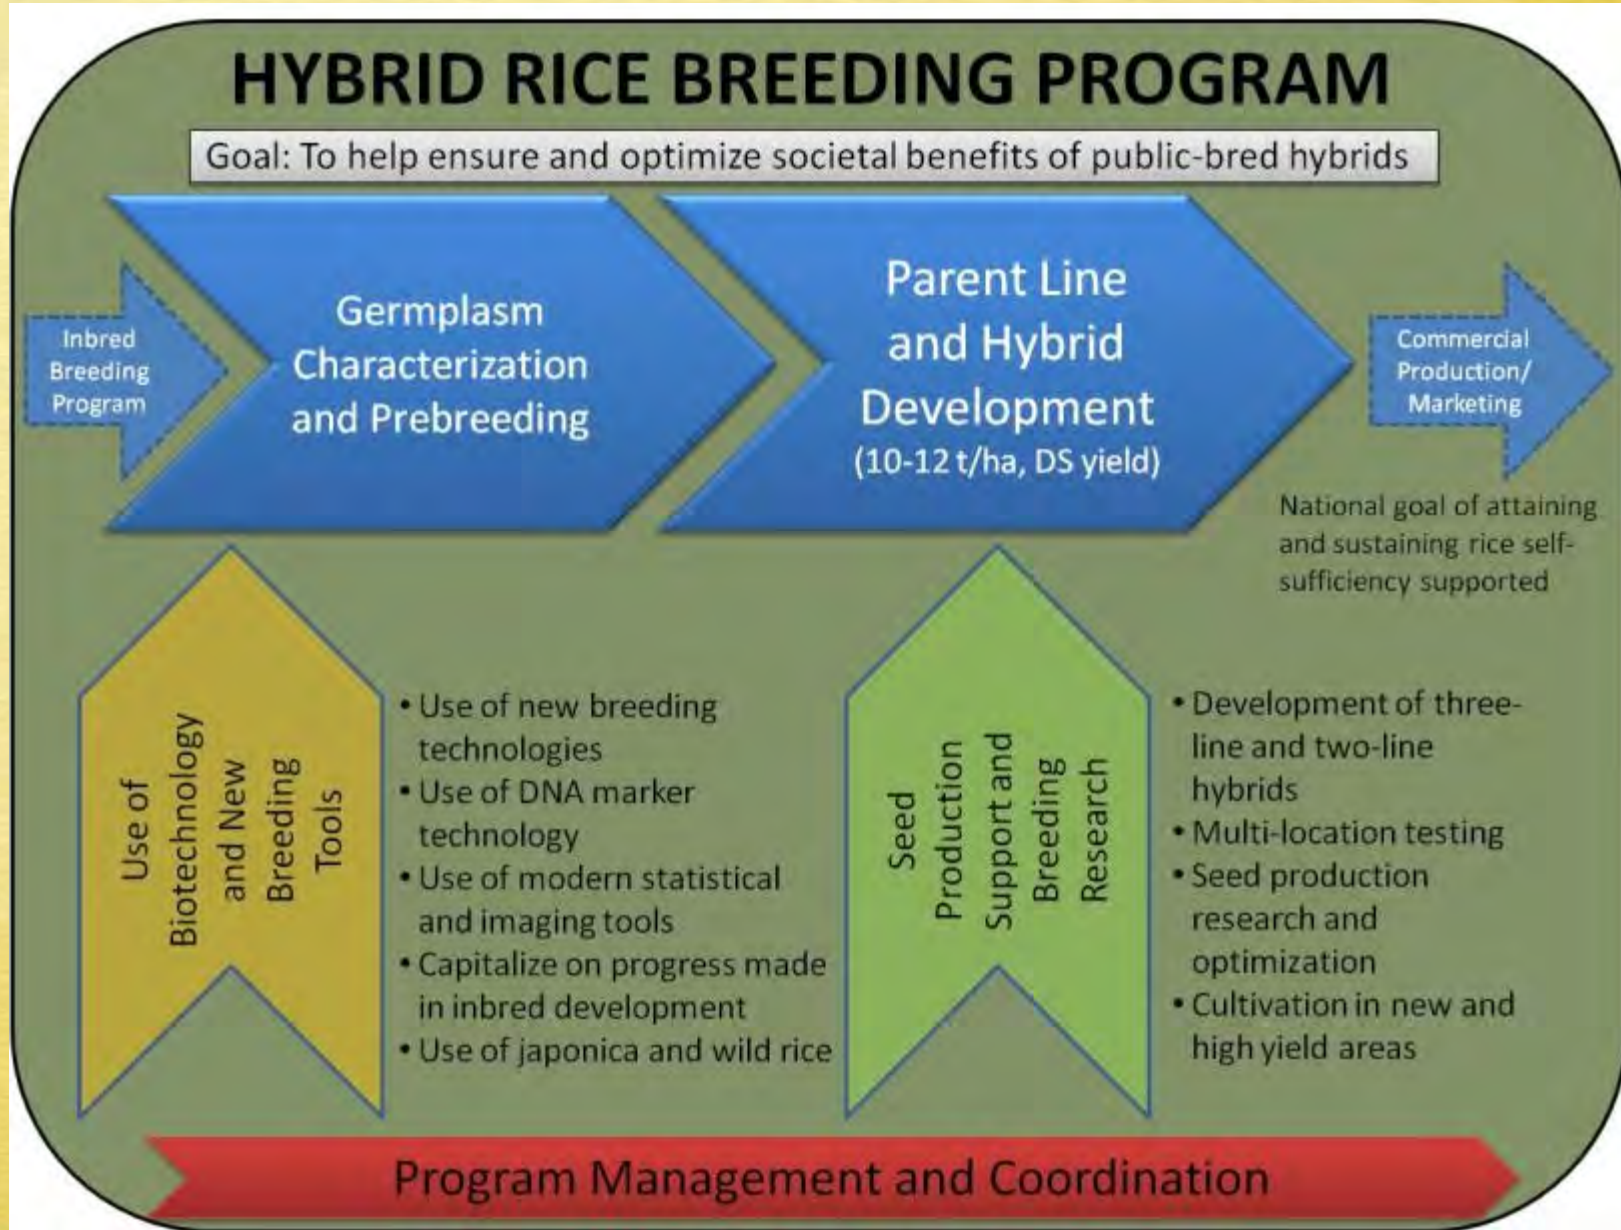 HYBRID RICE BREEDING PROGRAM
Goal: To help ensure and optimize societal benefits of public-bred hybrids
Inbred
Breeding
Program
Germplasm
Characterization
and Prebreeding
Parent Line
and Hybrid
Development
(10-12 t/ha, DS yield)
Commercial
Production/
Marketing
National goal of attaining
and sustaining rice self-
sufficiency supported
Use of
Biotechnology
and New
Breeding
Tools
• Use of new breeding
technologies
• Use of DNA marker
technology
• Use of modern statistical
and imaging tools
• Capitalize on progress made
in inbred development
• Use of japonica and wild rice
Seed
Production
Support and
Breeding
Research
• Development of three-
line and two-line
hybrids
• Multi-location testing
• Seed production
research and
optimization
• Cultivation in new and
high yield areas
Program Management and Coordination